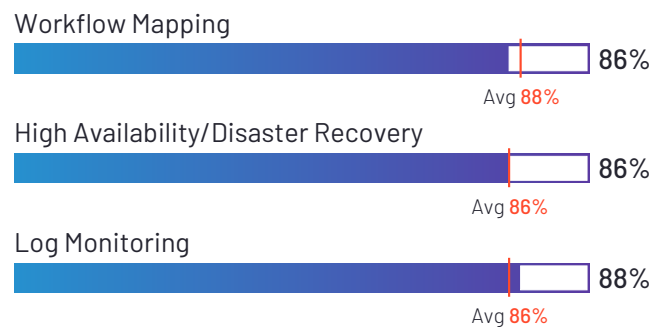 Workflow Mapping
86%
Avg 88%
High Availability/Disaster Recovery
86%
Avg 86%
Log Monitoring
88%
Avg 86%